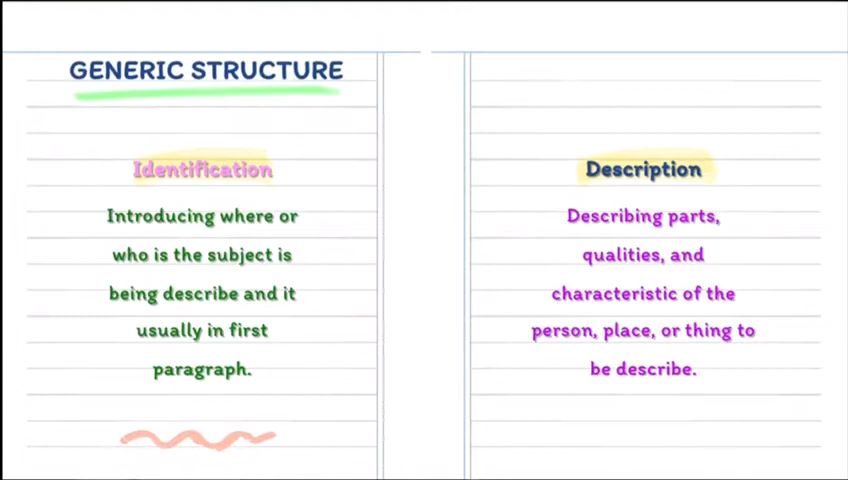 GENERIC STRUCTURE
Identification
Introducing where or
who is the subject is
being describe and it
usually in first
paragraph.
Description
Describing parts,
qualities, and
characteristic of the
person, place, or thing to
be describe.